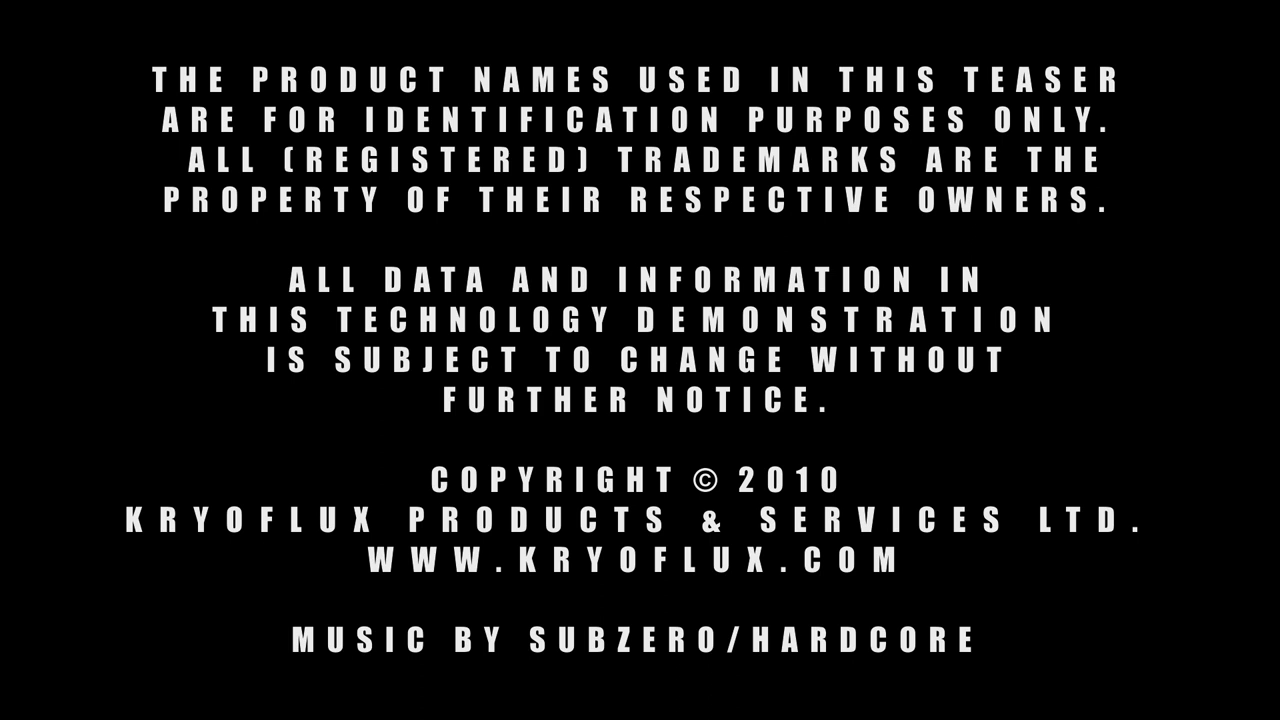 THE PRODUCT NAMES USED IN THIS TEASER
ARE FOR IDENTIFICATION PURPOSES ONLY.
ALL (REGISTERED) TRADEMARKS ARE THE
PROPERTY OF THEIR RESPECTIVE OWNERS.
ALL DATA AND INFORMATION IN
THIS TECHNOLOGY DEMONSTRATION
IS SUBJECT TO CHANGE WITHOUT
FURTHER NOTICE.
COPYRIGHT © 2010
KRYOFLUX PRODUCTS & SERVICES LTD.
WWW.KRYOFLUX.COM
MUSIC BY SUBZERO/HARDCORE